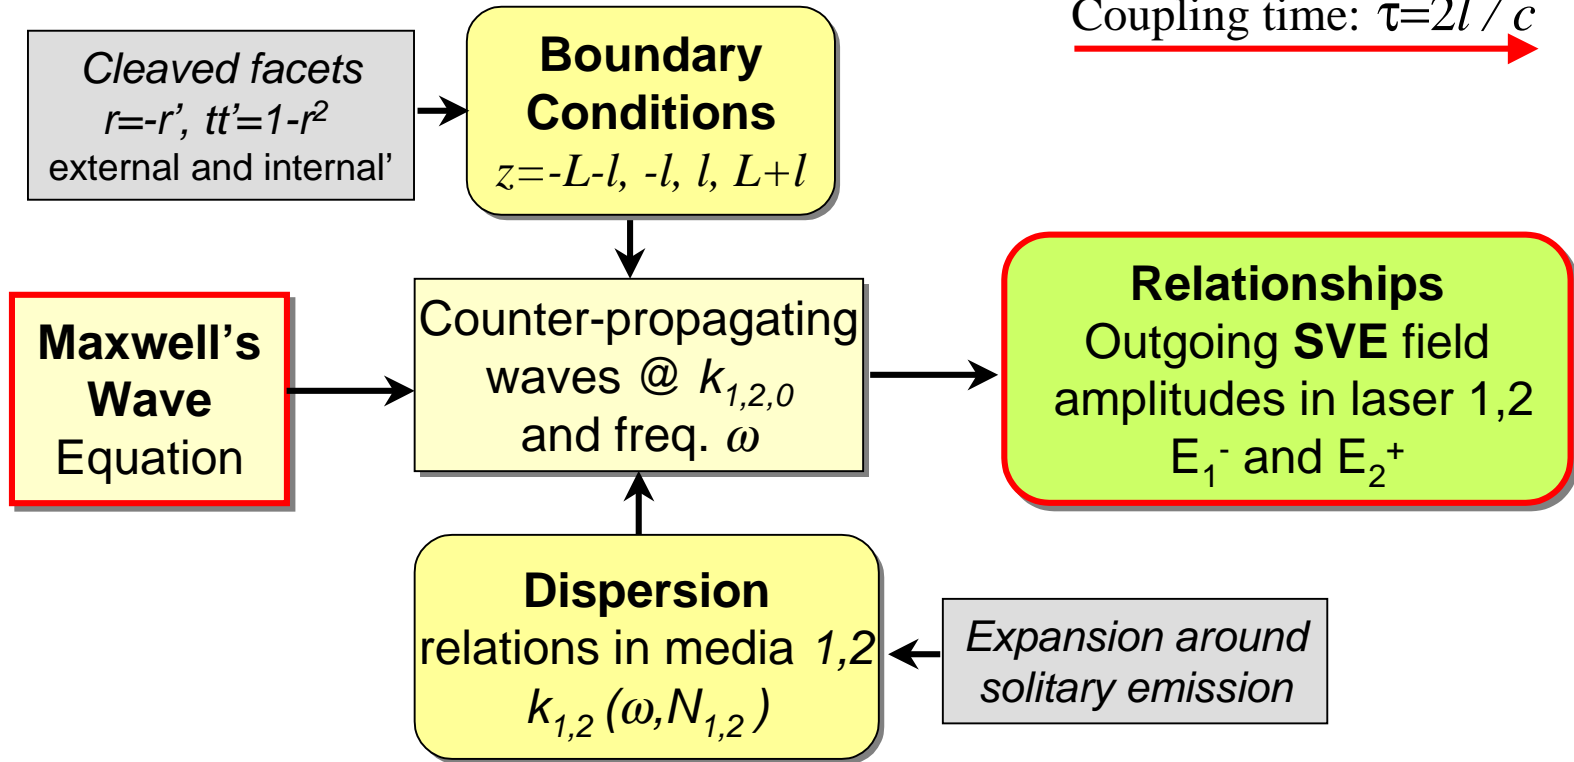 Coupling time: τ=2l / c
Cleaved facets
r=-r’, tt’=1-r²
external and internal’
Boundary
Conditions
z=-L-l, -l, l, L+l
Maxwell’s
Wave
Equation
Counter-propagating
waves @ k₁,₂,₀
and freq. ω
Relationships
Outgoing SVE field
amplitudes in laser 1,2
E₁⁻ and E₂⁺
Dispersion
relations in media 1,2
k₁,₂ (ω,N₁,₂ )
Expansion around
solitary emission